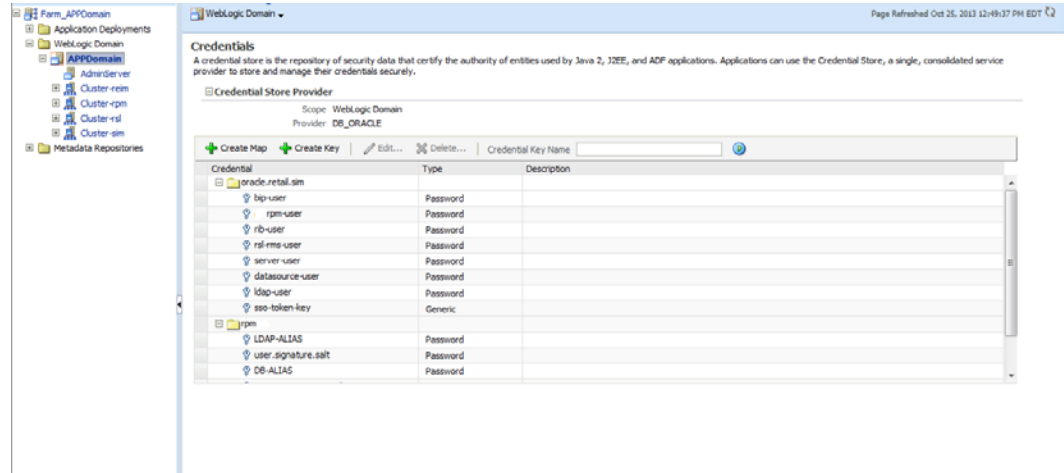 Farm_APPDomain
Application Deployments
WebLogic Domain
APPDomain
AdminServer
Cluster-reim
Cluster-rpm
Cluster-rsl
Cluster-sim
Metadata Repositories
WebLogic Domain
Page Refreshed Oct 25, 2013 12:49:37 PM EDT
Credentials
A credential store is the repository of security data that certify the authority of entities used by Java 2, J2EE, and ADF applications. Applications can use the Credential Store, a single, consolidated service
provider to store and manage their credentials securely.
Credential Store Provider
Scope WebLogic Domain
Provider DB_ORACLE
Create Map Create Key Edit... Delete... Credential Key Name
Credential Type Description
oracle.retail.sim
bip-user Password
rpm-user Password
rib-user Password
rsl-rms-user Password
server-user Password
datasource-user Password
ldap-user Password
sso-token-key Generic
rpm
LDAP-ALIAS Password
user.signature.salt Password
DB-ALIAS Password